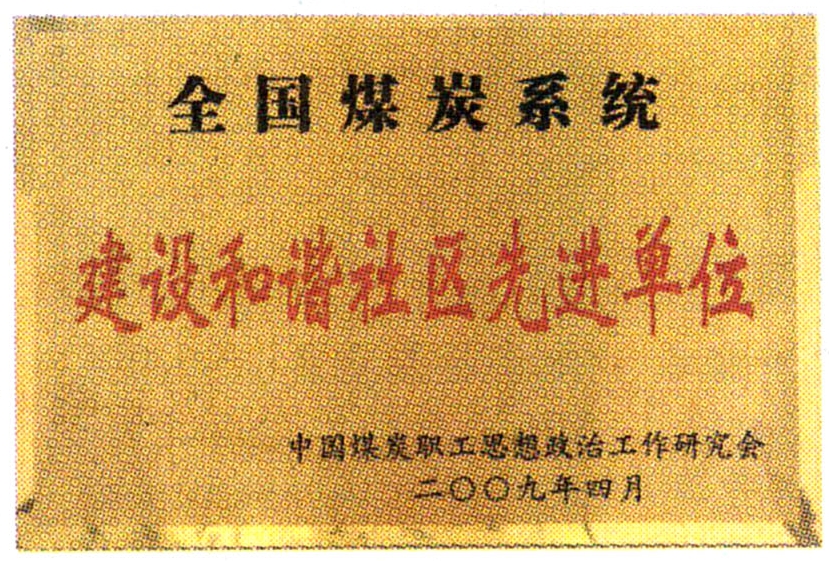 全国煤炭系统
建设和谐社区先进单位
中国煤炭职工思想政治工作研究会
二〇〇九年四月